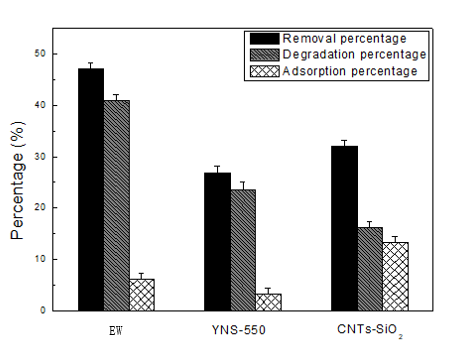 Removal percentage
Degradation percentage
Adsorption percentage
Percentage (%)
50
40
30
20
10
0
EW YNS-550 CNTs-SiO₂